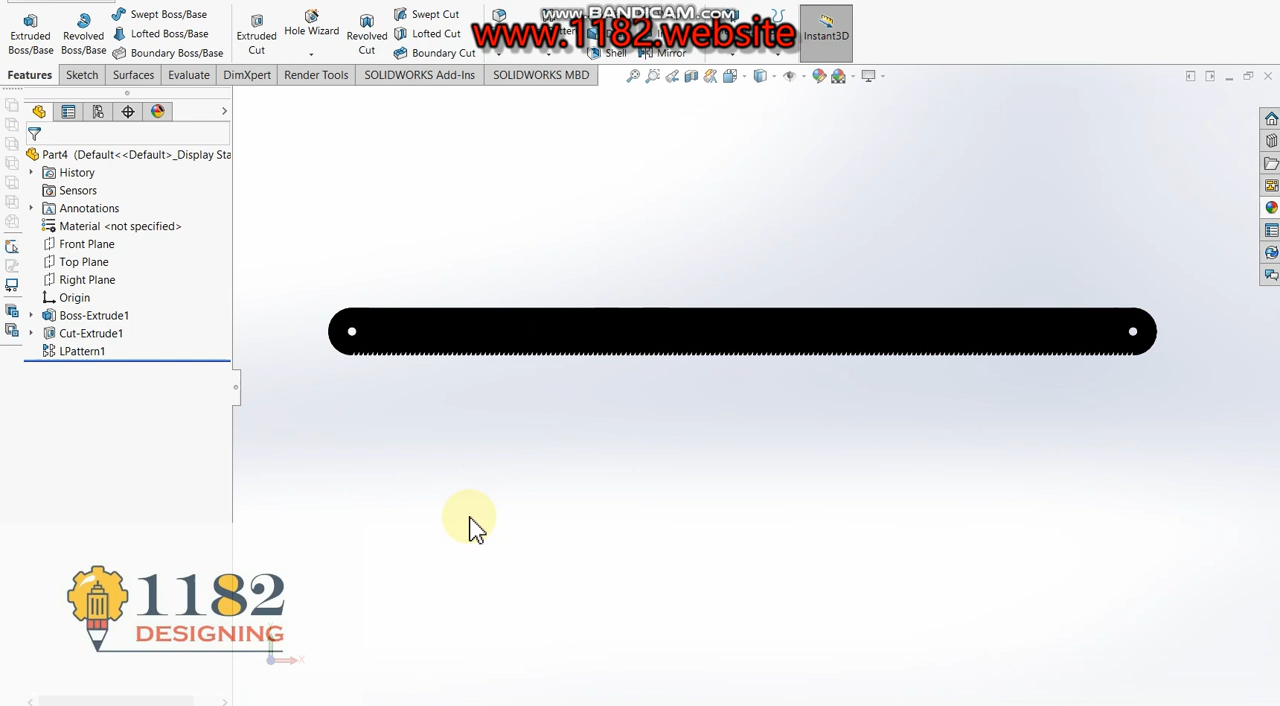 www.BANDICAM.com
www.1182.website
Extruded Boss/Base
Revolved Boss/Base
Swept Boss/Base
Lofted Boss/Base
Boundary Boss/Base
Extruded Cut
Hole Wizard
Revolved Cut
Swept Cut
Lofted Cut
Boundary Cut
Shell
Mirror
Instant3D
Features
Sketch
Surfaces
Evaluate
DimXpert
Render Tools
SOLIDWORKS Add-Ins
SOLIDWORKS MBD
Part4 (Default<<Default>_Display Sta
History
Sensors
Annotations
Material <not specified>
Front Plane
Top Plane
Right Plane
Origin
Boss-Extrude1
Cut-Extrude1
LPattern1
1182
DESIGNING
X